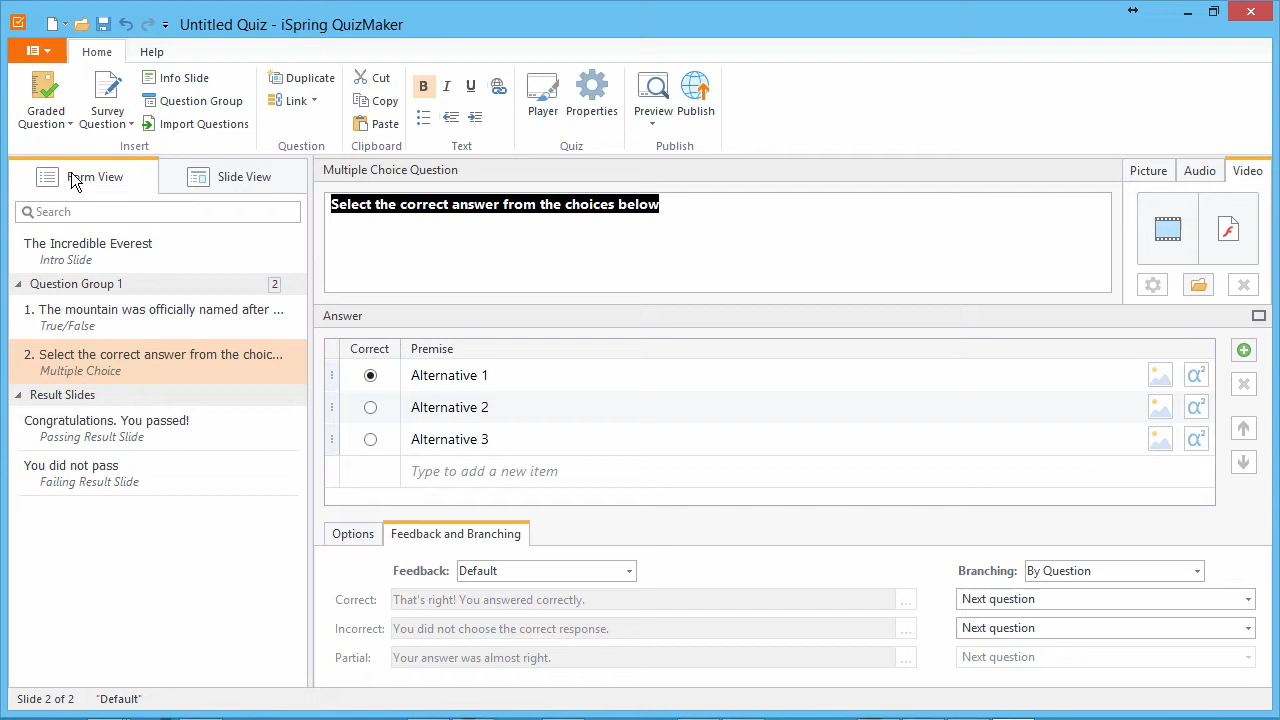 Untitled Quiz - iSpring QuizMaker
Home
Help
Graded Question
Survey Question
Info Slide
Question Group
Import Questions
Insert
Duplicate
Link
Question
Cut
Copy
Paste
Clipboard
B I U
Text
Player
Properties
Quiz
Preview
Publish
Publish
Form View
Slide View
Search
The Incredible Everest
Intro Slide
Question Group 1
2
1. The mountain was officially named after ...
True/False
2. Select the correct answer from the choic...
Multiple Choice
Result Slides
Congratulations. You passed!
Passing Result Slide
You did not pass
Failing Result Slide
Multiple Choice Question
Select the correct answer from the choices below
Picture
Audio
Video
Answer
Correct
Premise
Alternative 1
α²
Alternative 2
α²
Alternative 3
α²
Type to add a new item
Options
Feedback and Branching
Feedback: Default
Branching: By Question
Correct: That's right! You answered correctly. ...
Next question
Incorrect: You did not choose the correct response. ...
Next question
Partial: Your answer was almost right. ...
Next question
Slide 2 of 2
"Default"